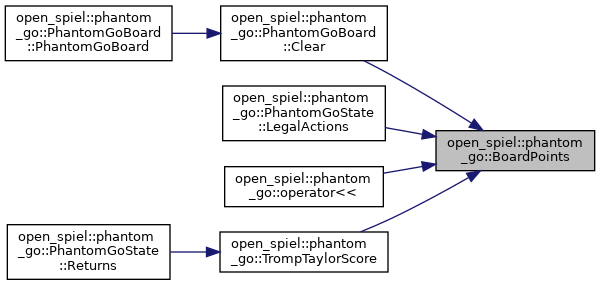 open_spiel::phantom
_go::PhantomGoBoard
::PhantomGoBoard
open_spiel::phantom
_go::PhantomGoBoard
::Clear
open_spiel::phantom
_go::PhantomGoState
::LegalActions
open_spiel::phantom
_go::BoardPoints
open_spiel::phantom
_go::operator<<
open_spiel::phantom
_go::PhantomGoState
::Returns
open_spiel::phantom
_go::TrompTaylorScore